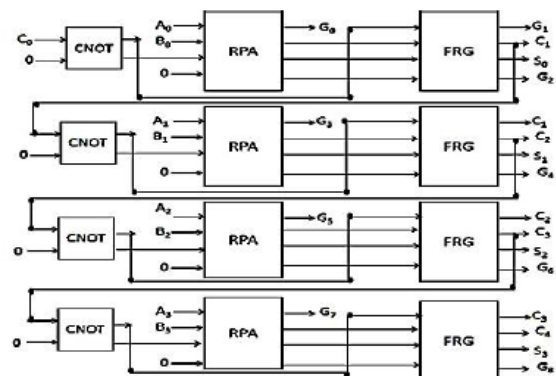 A₀ G₀ G₁
C₀ CNOT B₀ RPA FRG C₁
0 S₀
0 G₂
A₁ G₃ C₁
CNOT B₁ RPA FRG C₂
0 S₁
0 G₄
A₂ G₅ C₂
CNOT B₂ RPA FRG C₃
0 S₂
0 G₆
A₃ G₇ C₃
CNOT B₃ RPA FRG C₄
0 S₃
0